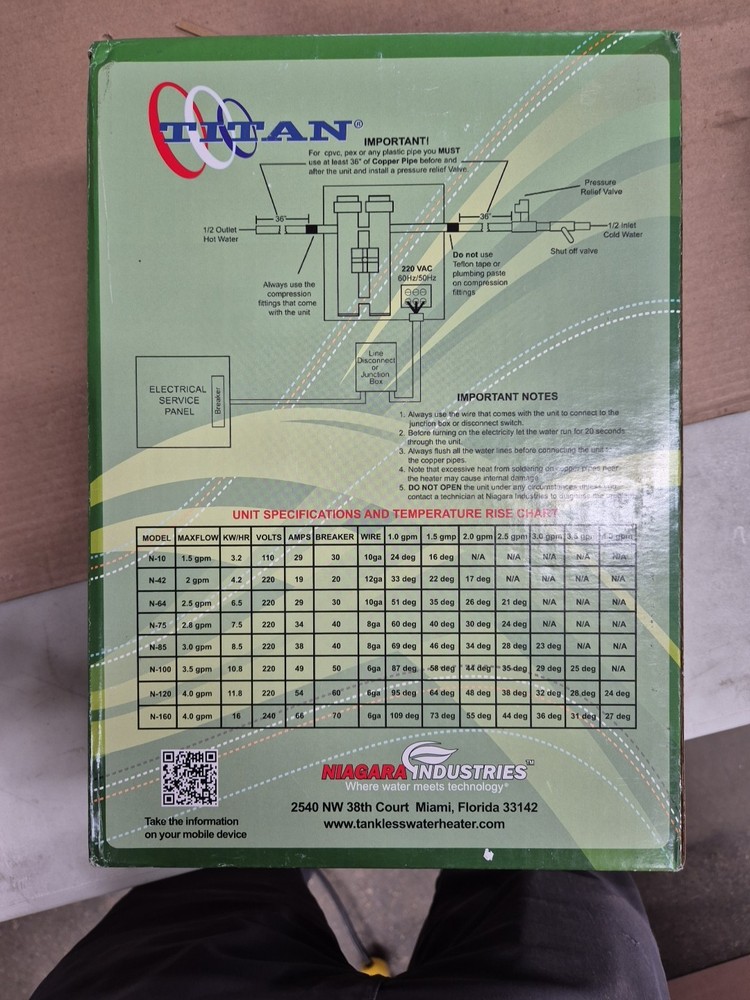 TITAN®
IMPORTANT!
For cpvc, pex or any plastic pipe you MUST
use at least 36" of Copper Pipe before and
after the unit and install a pressure relief Valve
Pressure
Relief Valve
36"
36"
1/2 Outlet
Hot Water
1/2 Inlet
Cold Water
Shut off valve
Always use the
compression
fittings that come
with the unit
220 VAC
60Hz/50Hz
Do not use
Teflon tape or
plumbing paste
on compression
fittings
Line
Disconnect
or
Junction
Box
ELECTRICAL
SERVICE
PANEL
Breaker
IMPORTANT NOTES
1. Always use the wire that comes with the unit to connect to the
junction box or disconnect switch.
2. Before turning on the electricity let the water run for 20 seconds
through the unit.
3. Always flush all the water lines before connecting the unit
the copper pipes.
4. Note that excessive heat from soldering on copper pipes near
the heater may cause internal damage.
5. DO NOT OPEN the unit under any circumstances
contact a technician at Niagara Industries to
UNIT SPECIFICATIONS AND TEMPERATURE RISE CHART
MODEL MAXFLOW KW/HR VOLTS AMPS BREAKER WIRE 1.0 gpm 1.5 gmp 2.0 gpm 2.5 gpm 3.0 gpm 3.5 gpm 4.0 gpm
N-10 1.5 gpm 3.2 110 29 30 10ga 24 deg 16 deg N/A N/A N/A N/A N/A
N-42 2 gpm 4.2 220 19 20 12ga 33 deg 22 deg 17 deg N/A N/A N/A N/A
N-64 2.5 gpm 6.5 220 29 30 10ga 51 deg 35 deg 26 deg 21 deg N/A N/A N/A
N-75 2.8 gpm 7.5 220 34 40 8ga 60 deg 40 deg 30 deg 24 deg N/A N/A N/A
N-85 3.0 gpm 8.5 220 38 40 8ga 69 deg 46 deg 34 deg 28 deg 23 deg N/A N/A
N-100 3.5 gpm 10.8 220 49 50 6ga 87 deg 58 deg 44 deg 35 deg 29 deg 25 deg N/A
N-120 4.0 gpm 11.8 220 54 60 6ga 95 deg 64 deg 48 deg 38 deg 32 deg 28 deg 24 deg
N-160 4.0 gpm 16 240 66 70 6ga 109 deg 73 deg 55 deg 44 deg 36 deg 31 deg 27 deg
NIAGARA INDUSTRIES™
Where water meets technology®
2540 NW 38th Court Miami, Florida 33142
www.tanklesswaterheater.com
Take the information
on your mobile device